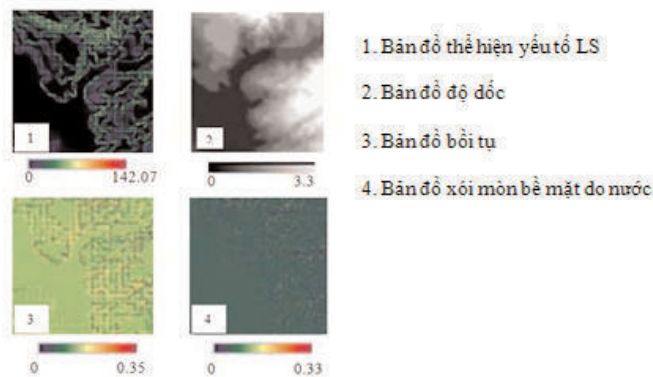 1. Bản đồ thể hiện yếu tố LS
2. Bản đồ độ dốc
3. Bản đồ bồi tụ
4. Bản đồ xói mòn bề mặt do nước
1
2
0 142.07
0 3.3
3
4
0 0.35
0 0.33